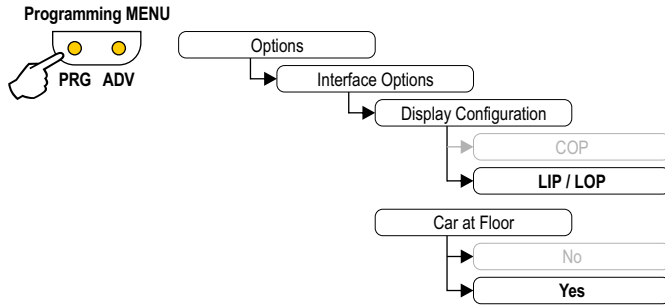 Programming MENU
PRG ADV
Options
Interface Options
Display Configuration
COP
LIP / LOP
Car at Floor
No
Yes